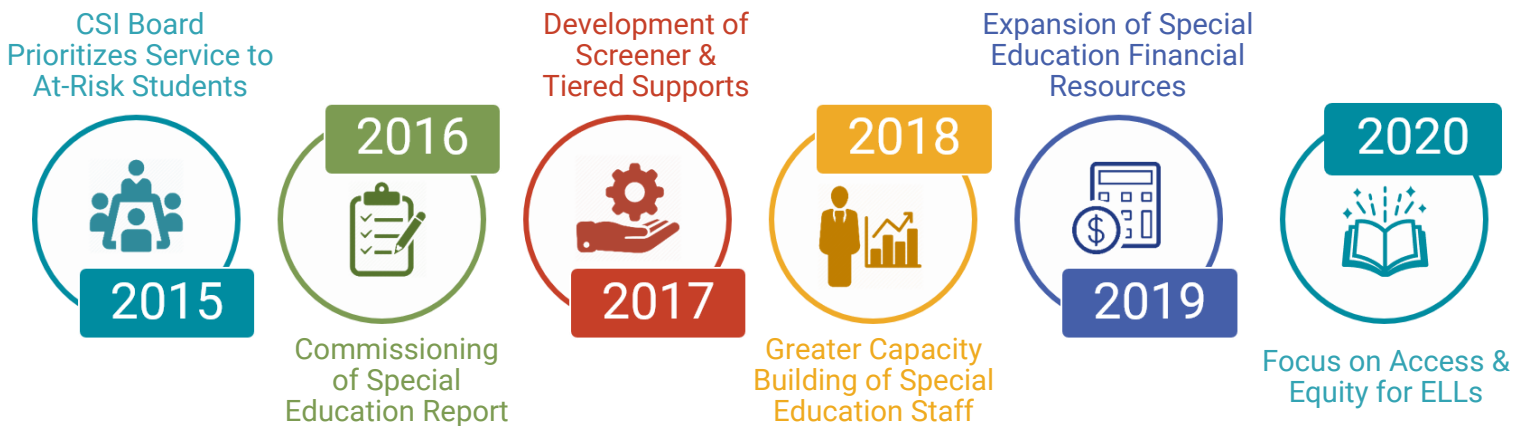 CSI Board
Prioritizes Service to
At-Risk Students
2015
2016
Commissioning
of Special
Education Report
Development of
Screener &
Tiered Supports
2017
2018
Greater Capacity
Building of Special
Education Staff
Expansion of Special
Education Financial
Resources
$
2019
2020
Focus on Access &
Equity for ELLs